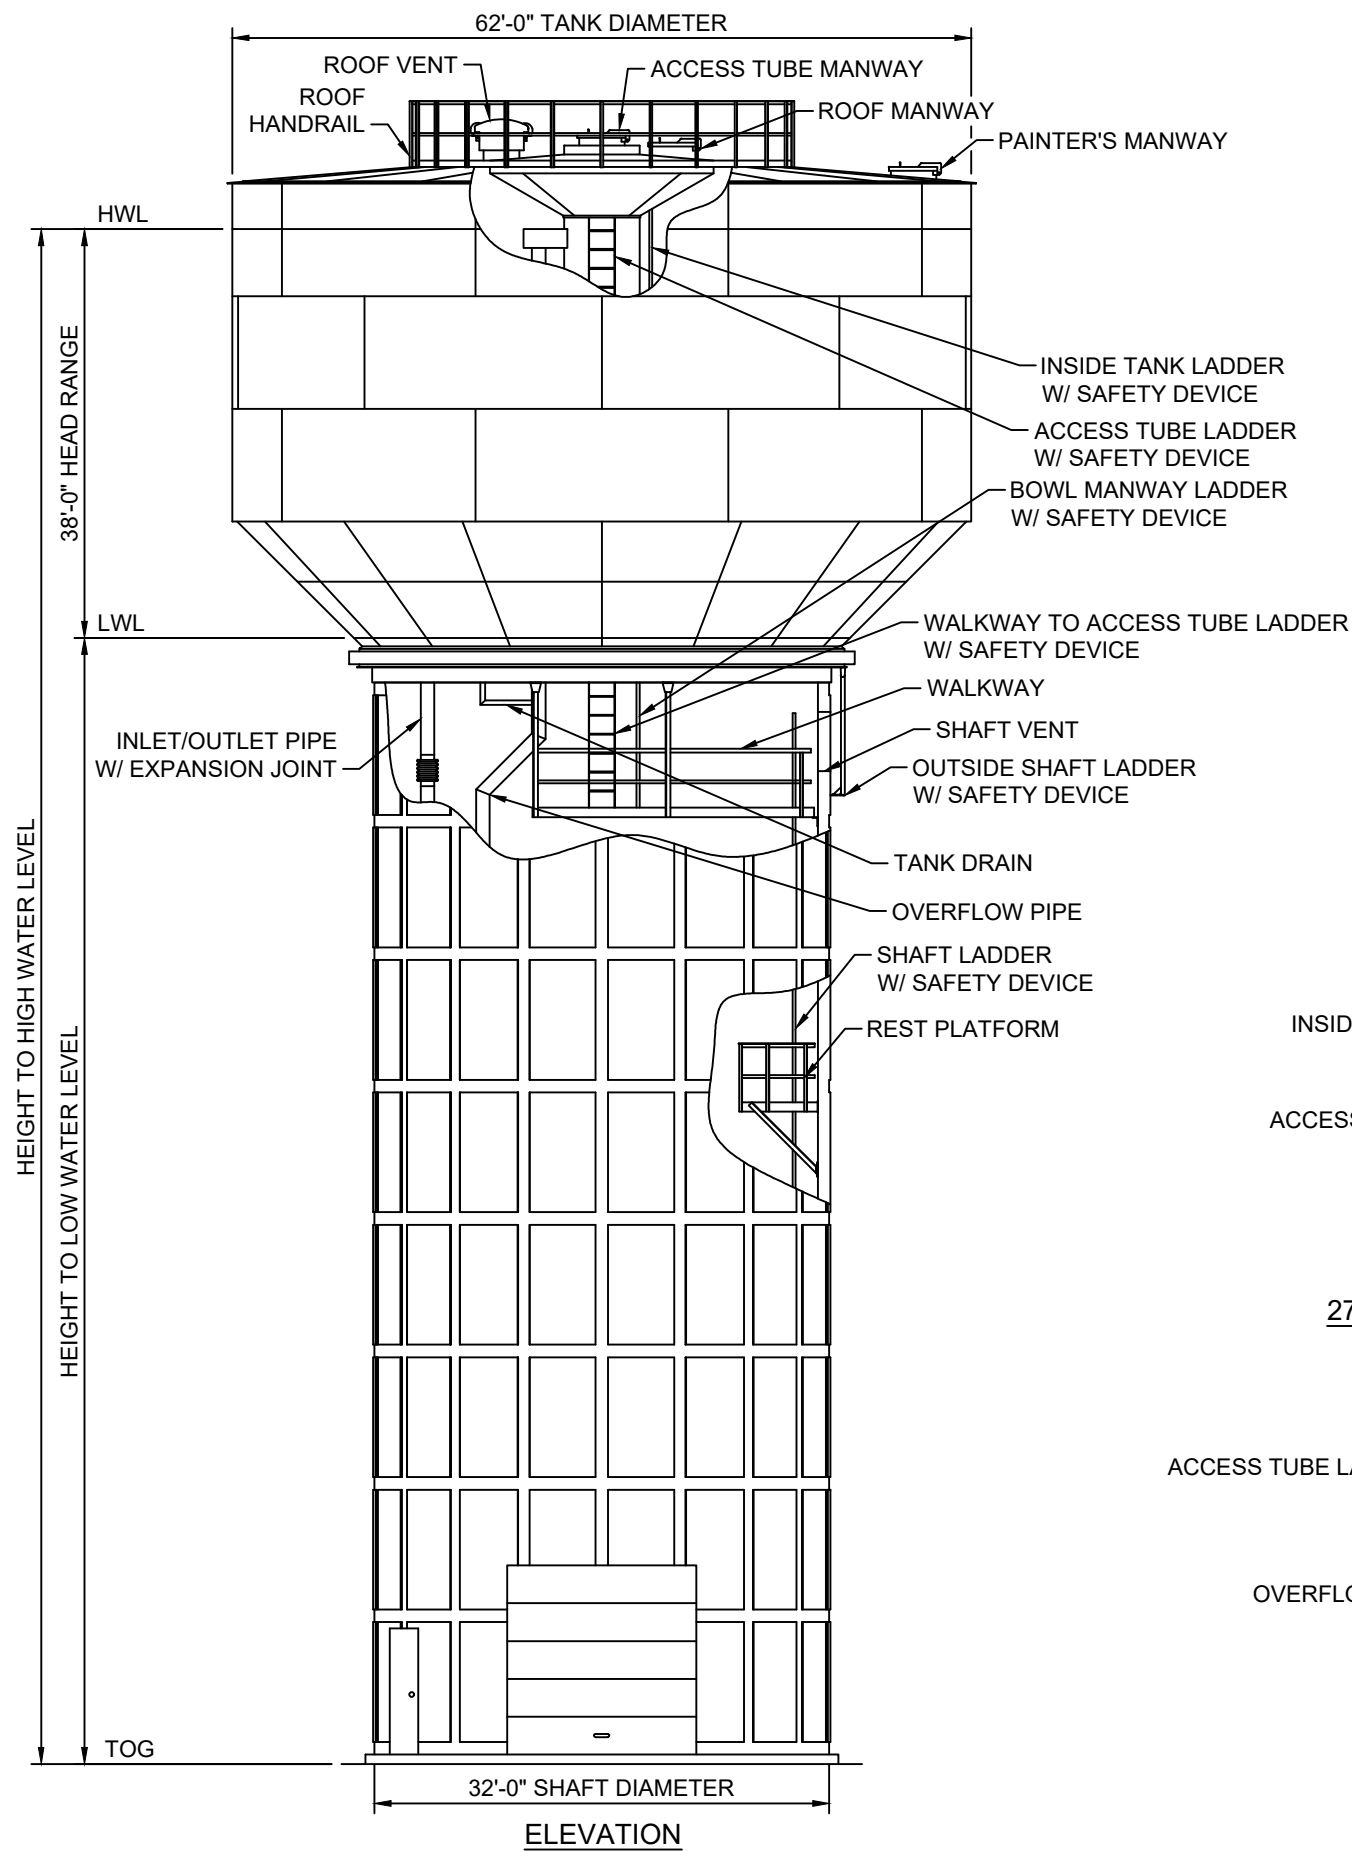 62'-0" TANK DIAMETER
ROOF VENT
ACCESS TUBE MANWAY
ROOF
HANDRAIL
ROOF MANWAY
PAINTER'S MANWAY
HWL
38'-0" HEAD RANGE
INSIDE TANK LADDER
W/ SAFETY DEVICE
ACCESS TUBE LADDER
W/ SAFETY DEVICE
BOWL MANWAY LADDER
W/ SAFETY DEVICE
LWL
WALKWAY TO ACCESS TUBE LADDER
W/ SAFETY DEVICE
WALKWAY
SHAFT VENT
INLET/OUTLET PIPE
W/ EXPANSION JOINT
OUTSIDE SHAFT LADDER
W/ SAFETY DEVICE
TANK DRAIN
OVERFLOW PIPE
SHAFT LADDER
W/ SAFETY DEVICE
REST PLATFORM
HEIGHT TO HIGH WATER LEVEL
HEIGHT TO LOW WATER LEVEL
INSID
ACCESS
27
ACCESS TUBE LA
OVERFLO
TOG
32'-0" SHAFT DIAMETER
ELEVATION